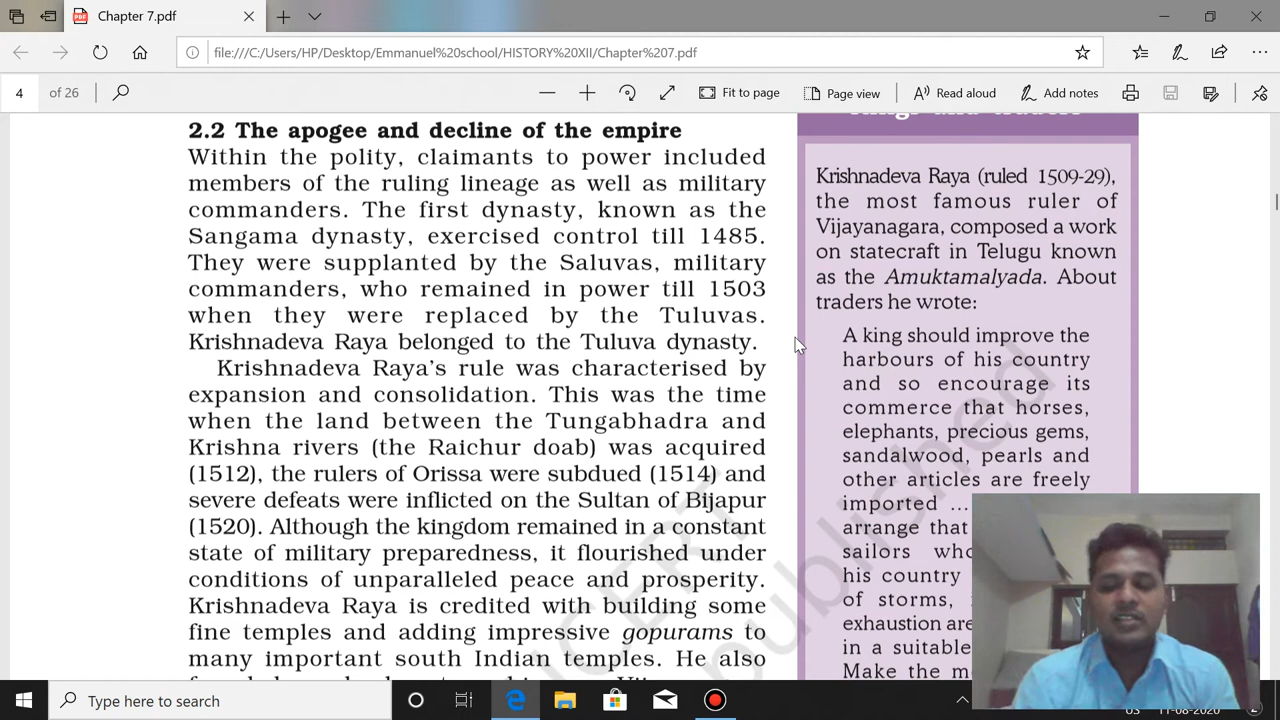 Chapter 7.pdf
file:///C:/Users/HP/Desktop/Emmanuel%20school/HISTORY%20XII/Chapter%207.pdf
4 of 26
Fit to page
Page view
Read aloud
Add notes
2.2 The apogee and decline of the empire
Within the polity, claimants to power included
members of the ruling lineage as well as military
commanders. The first dynasty, known as the
Sangama dynasty, exercised control till 1485.
They were supplanted by the Saluvas, military
commanders, who remained in power till 1503
when they were replaced by the Tuluvas.
Krishnadeva Raya belonged to the Tuluva dynasty.
Krishnadeva Raya's rule was characterised by
expansion and consolidation. This was the time
when the land between the Tungabhadra and
Krishna rivers (the Raichur doab) was acquired
(1512), the rulers of Orissa were subdued (1514) and
severe defeats were inflicted on the Sultan of Bijapur
(1520). Although the kingdom remained in a constant
state of military preparedness, it flourished under
conditions of unparalleled peace and prosperity.
Krishnadeva Raya is credited with building some
fine temples and adding impressive gopurams to
many important south Indian temples. He also
Krishnadeva Raya (ruled 1509-29),
the most famous ruler of
Vijayanagara, composed a work
on statecraft in Telugu known
as the Amuktamalyada. About
traders he wrote:
A king should improve the
harbours of his country
and so encourage its
commerce that horses,
elephants, precious gems,
sandalwood, pearls and
other articles are freely
imported ...
arrange that
sailors who
his country
of storms,
exhaustion are
in a suitable
Make the
published
Type here to search
11-08-2020